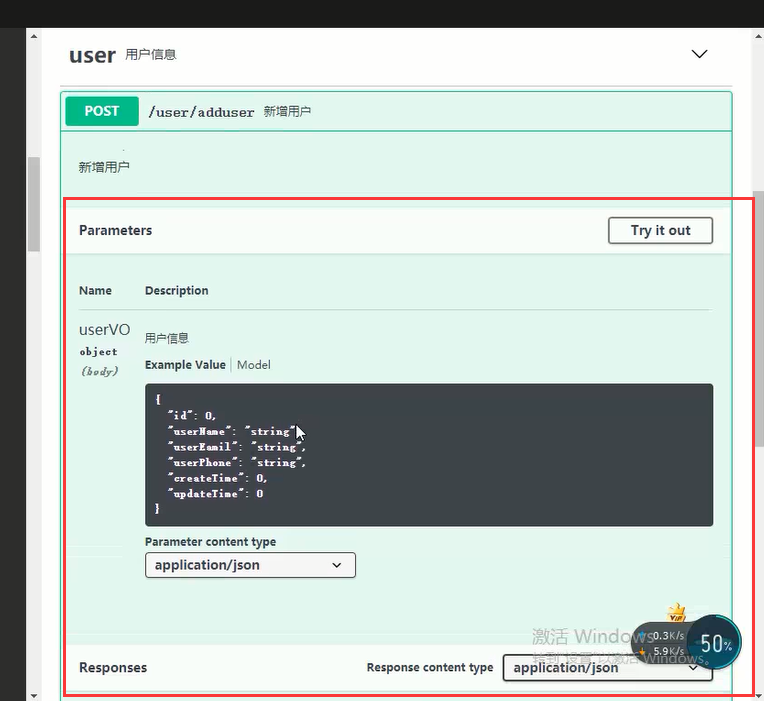 user 用户信息
POST /user/adduser 新增用户
新增用户
Parameters Try it out
Name Description
userVO 用户信息
object
(body)
Example Value Model
{
"id": 0,
"userName": "string",
"userEamil": "string",
"userPhone": "string",
"createTime": 0,
"updateTime": 0
}
Parameter content type
application/json
VIP
激活 Windows
转到"设置"以激活 Windows。
0.3K/s
5.9K/s
50%
Responses Response content type application/json